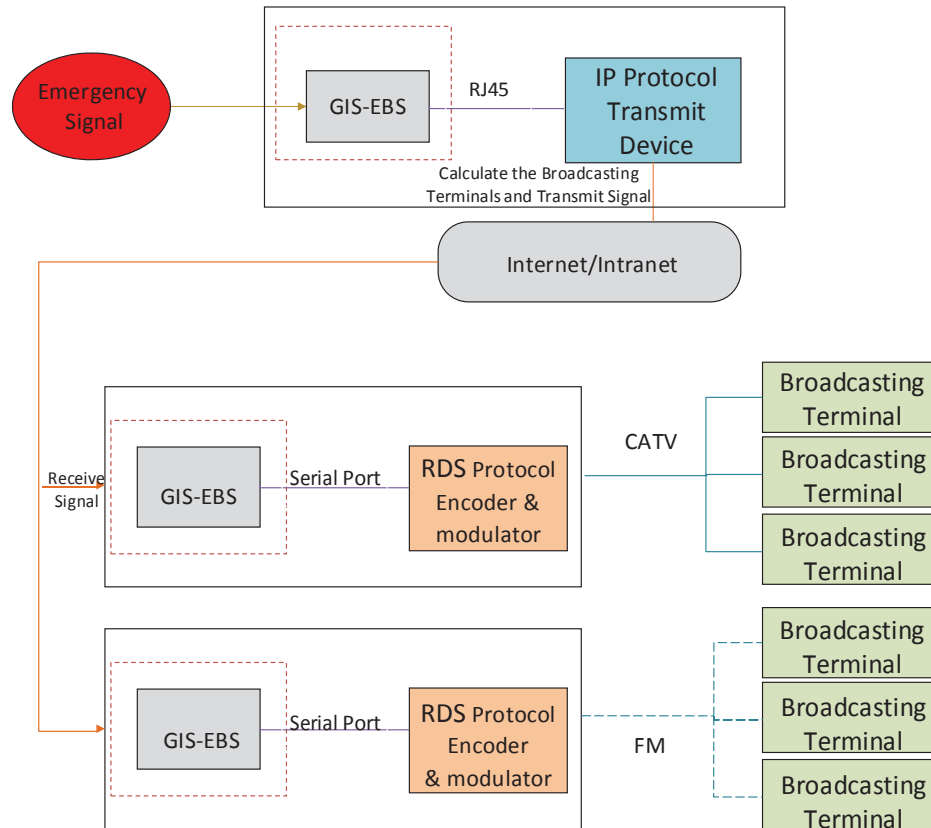 Emergency
Signal
GIS-EBS
RJ45
IP Protocol
Transmit
Device
Calculate the Broadcasting
Terminals and Transmit Signal
Internet/Intranet
Receive
Signal
GIS-EBS
Serial Port
RDS Protocol
Encoder &
modulator
CATV
Broadcasting
Terminal
Broadcasting
Terminal
Broadcasting
Terminal
GIS-EBS
Serial Port
RDS Protocol
Encoder
& modulator
FM
Broadcasting
Terminal
Broadcasting
Terminal
Broadcasting
Terminal